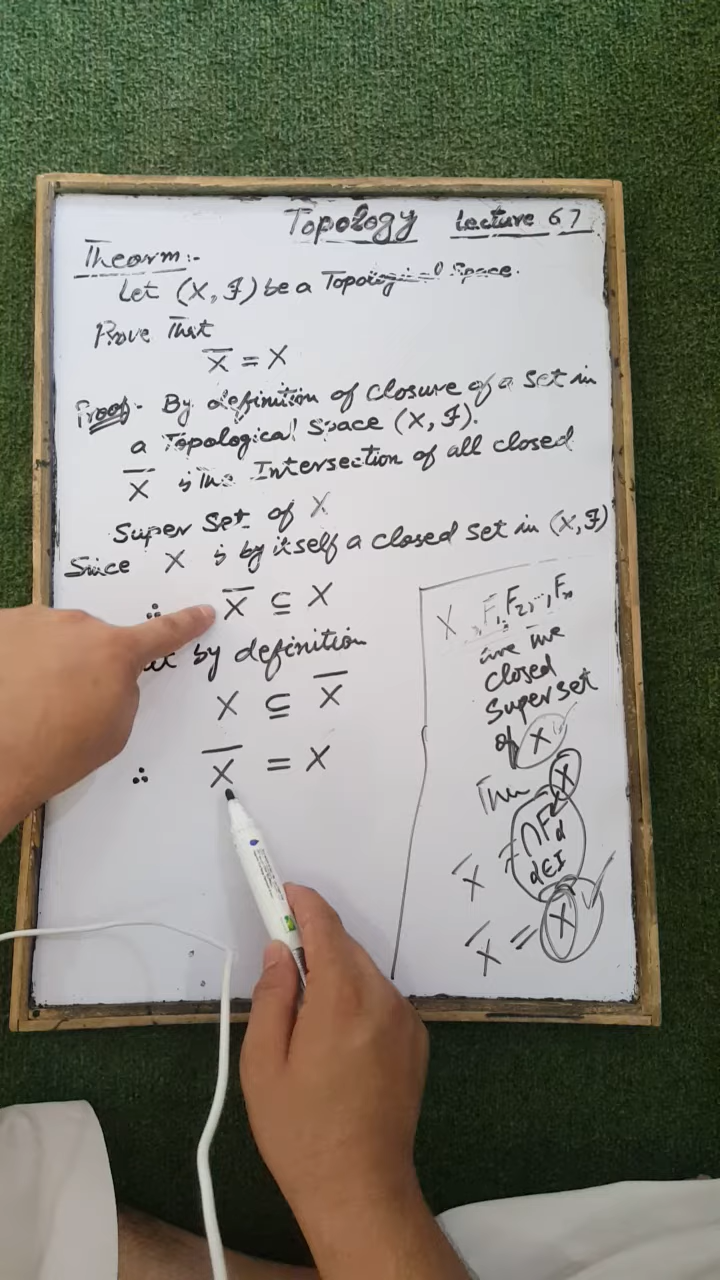 Topology Lecture 67
Theorm:-
Let (X, ℱ) be a Topological Space.
Prove That
X̅ = X
Proof:- By definition of closure of a set in
a Topological space (X, ℱ).
X̅ is the Intersection of all closed
Super Set of X
Since X is by itself a closed set in (X, ℱ)
∴ X̅ ⊆ X
by definition
X ⊆ X̅
∴ X̅ = X
X, F₁, F₂, ..., Fₙ
are the
closed
Superset
of X
Then X
X̅ = ∩Fα
α∈I
X̅ = X